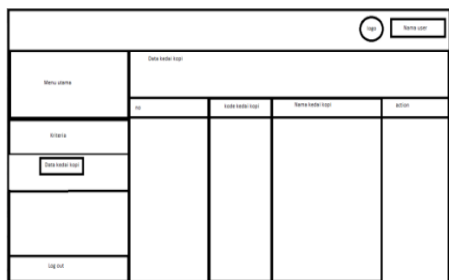 logo
Nama user
Data kedai kopi
Menu utama
no
kode kedai kopi
Nama kedai kopi
action
Kriteria
Data kedai kopi
Log out